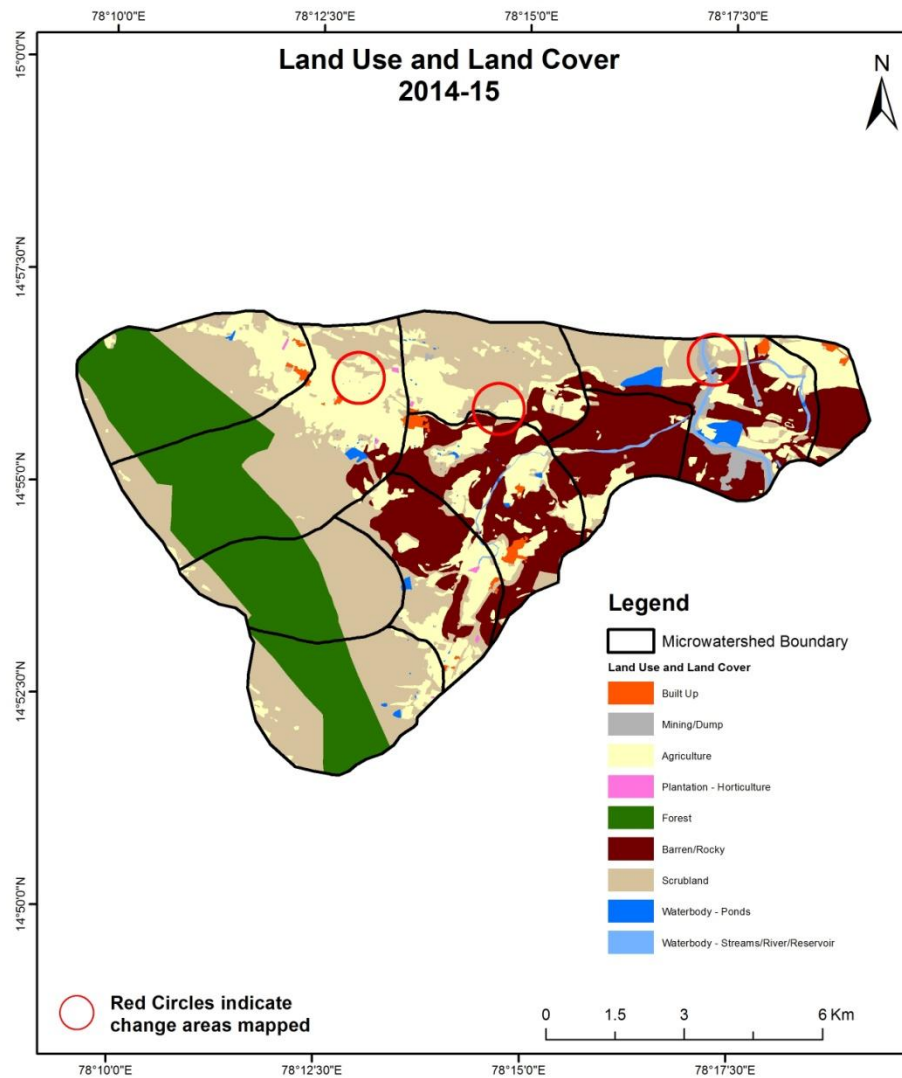 78°10'0"E 78°12'30"E 78°15'0"E 78°17'30"E
Land Use and Land Cover
2014-15
N
15°0'0"N
14°57'30"N
14°55'0"N
14°52'30"N
14°50'0"N
Legend
Microwatershed Boundary
Land Use and Land Cover
Built Up
Mining/Dump
Agriculture
Plantation - Horticulture
Forest
Barren/Rocky
Scrubland
Waterbody - Ponds
Waterbody - Streams/River/Reservoir
Red Circles indicate
change areas mapped
0 1.5 3 6 Km
78°10'0"E 78°12'30"E 78°15'0"E 78°17'30"E